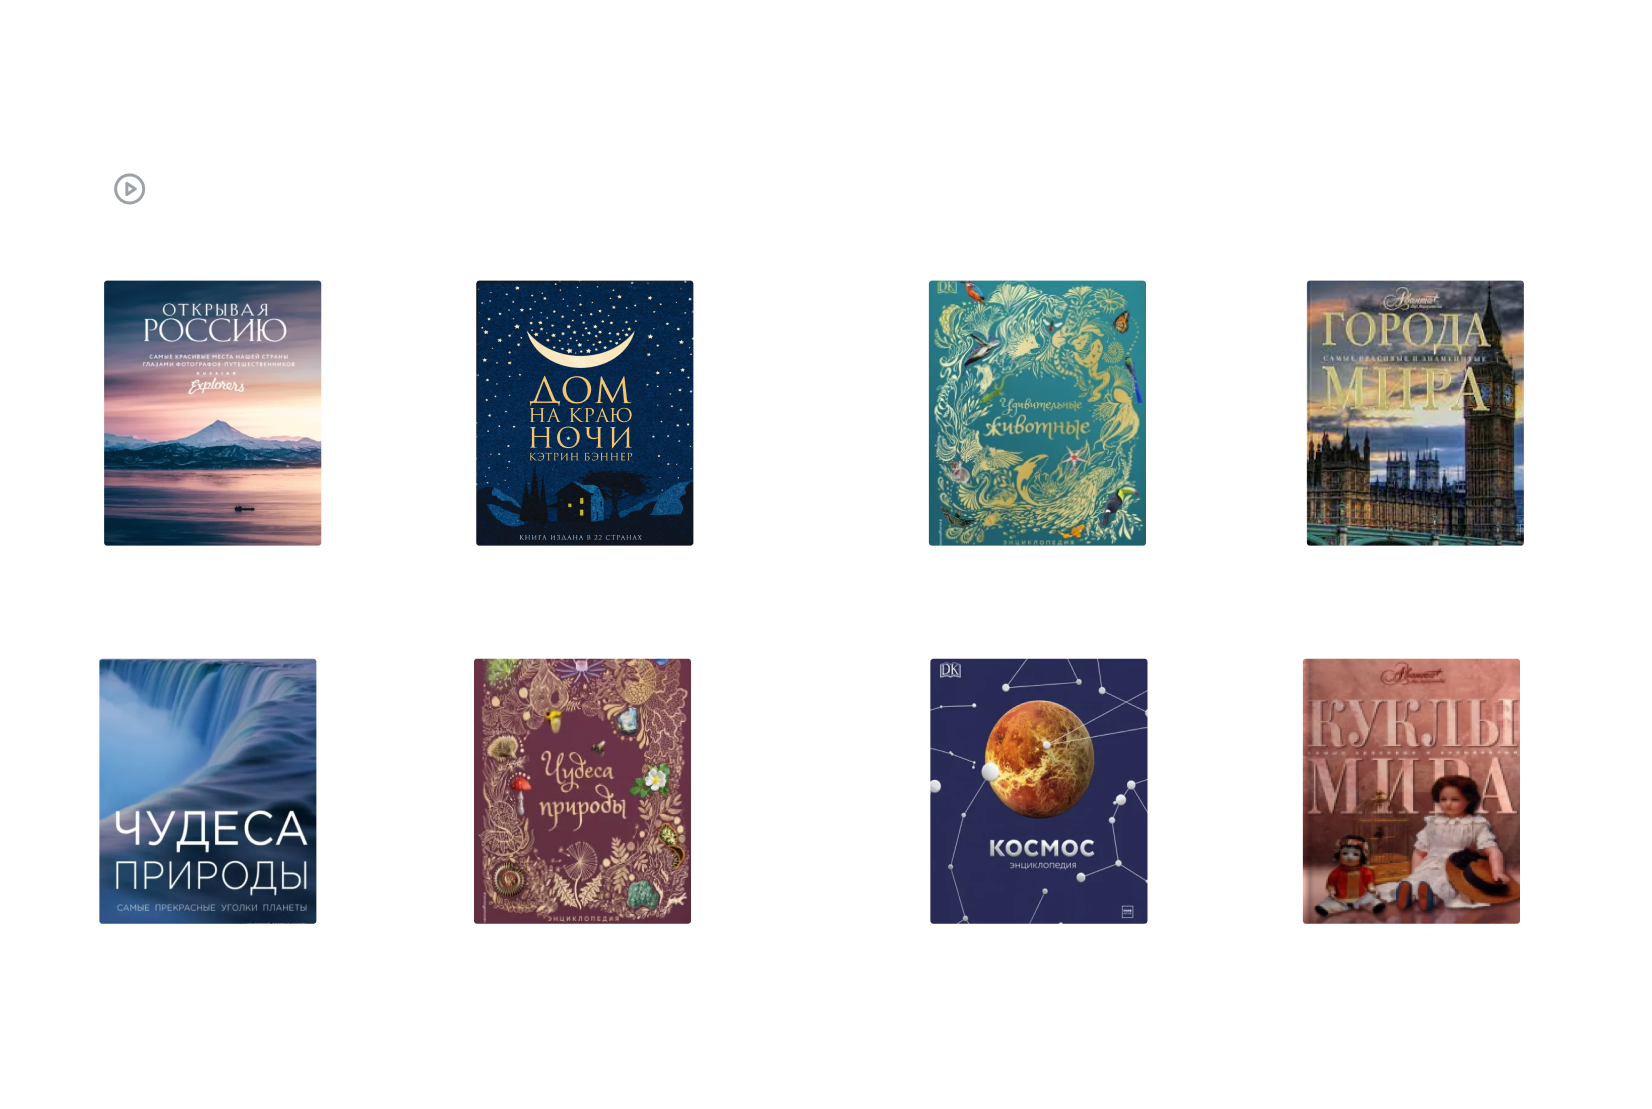 ОТКРЫВАЯ
РОССИЮ
САМЫЕ КРАСИВЫЕ МЕСТА НАШЕЙ СТРАНЫ
ГЛАЗАМИ ФОТОГРАФОВ-ПУТЕШЕСТВЕННИКОВ
RUSSIAN
Explorers
ДОМ
НА КРАЮ
НОЧИ
КЭТРИН БЭННЕР
КНИГА ИЗДАНА В 22 СТРАНАХ
DK
Удивительные
животные
ЭНЦИКЛОПЕДИЯ
Аванта+
ГОРОДА
САМЫЕ КРАСИВЫЕ И ЗНАМЕНИТЫЕ
МИРА
ЧУДЕСА
ПРИРОДЫ
САМЫЕ ПРЕКРАСНЫЕ УГОЛКИ ПЛАНЕТЫ
Чудеса
природы
ЭНЦИКЛОПЕДИЯ
DK
КОСМОС
ЭНЦИКЛОПЕДИЯ
Аванта+
КУКЛЫ
МИРА